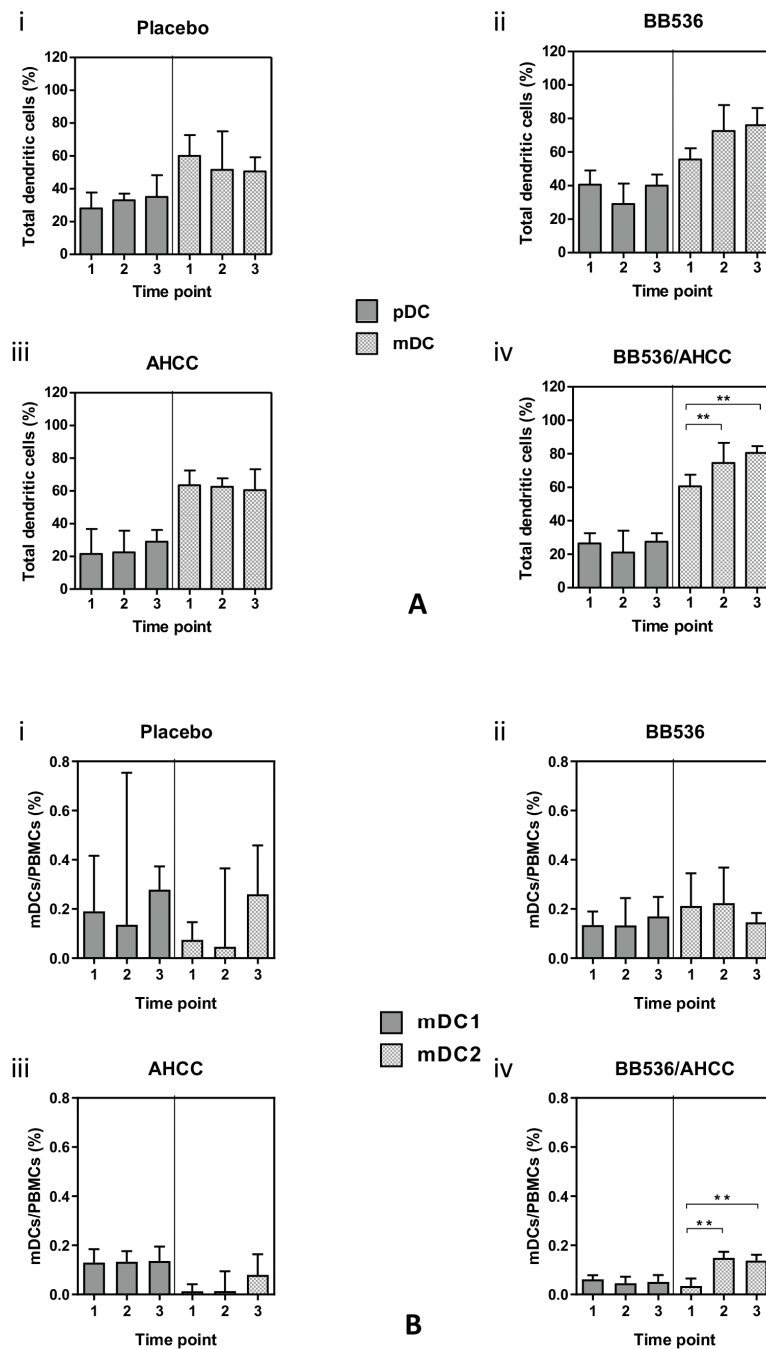 i
Placebo
Total dendritic cells (%)
120
100
80
60
40
20
0
1 2 3 1 2 3
Time point
ii
BB536
Total dendritic cells (%)
120
100
80
60
40
20
0
1 2 3 1 2 3
Time point
pDC
mDC
iii
AHCC
Total dendritic cells (%)
120
100
80
60
40
20
0
1 2 3 1 2 3
Time point
iv
BB536/AHCC
Total dendritic cells (%)
120
100
80
60
40
20
0
**
**
1 2 3 1 2 3
Time point
A
i
Placebo
mDCs/PBMCs (%)
0.8
0.6
0.4
0.2
0.0
1 2 3 1 2 3
Time point
ii
BB536
mDCs/PBMCs (%)
0.8
0.6
0.4
0.2
0.0
1 2 3 1 2 3
Time point
mDC1
mDC2
iii
AHCC
mDCs/PBMCs (%)
0.8
0.6
0.4
0.2
0.0
1 2 3 1 2 3
Time point
iv
BB536/AHCC
mDCs/PBMCs (%)
0.8
0.6
0.4
0.2
0.0
**
**
1 2 3 1 2 3
Time point
B